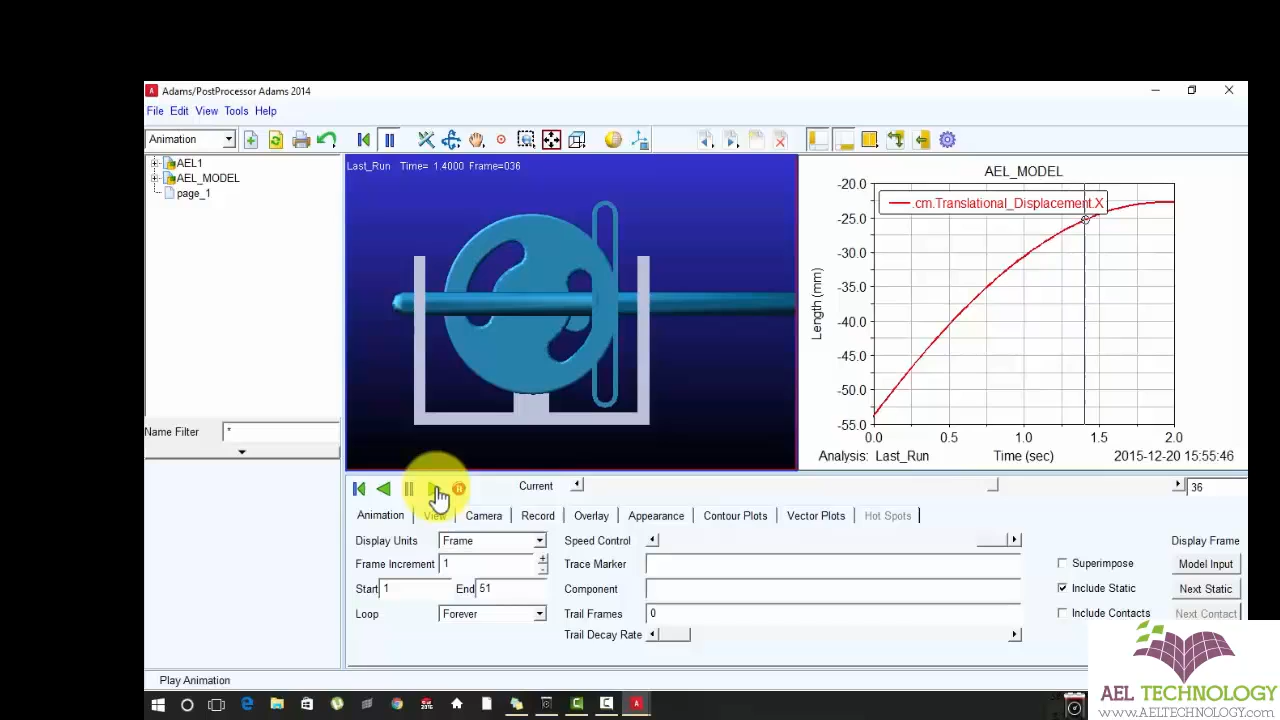 Adams/PostProcessor Adams 2014
File Edit View Tools Help
Animation
AEL1
AEL_MODEL
page_1
Name Filter *
Last_Run Time= 1.4000 Frame=036
AEL_MODEL
.cm.Translational_Displacement.X
-20.0
-25.0
-30.0
-35.0
-40.0
-45.0
-50.0
-55.0
Length (mm)
0.0 0.5 1.0 1.5 2.0
Analysis: Last_Run Time (sec) 2015-12-20 15:55:46
Current 36
Animation View Camera Record Overlay Appearance Contour Plots Vector Plots Hot Spots
Display Units Frame Speed Control Display Frame
Frame Increment 1 Trace Marker Superimpose Model Input
Start 1 End 51 Component Include Static Next Static
Loop Forever Trail Frames 0 Include Contacts Next Contact
Trail Decay Rate
Play Animation
AEL TECHNOLOGY
www.AELTECHNOLOGY.com